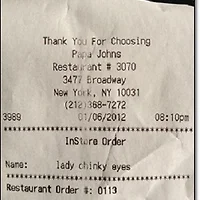 Thank You For Choosing
Papa Johns
Restaurant # 3070
3477 Broadway
New York, NY 10031
(212)368-7272
3989 01/06/2012 08:10pm
****************************************
InStore Order
Name: lady chinky eyes
****************************************
Restaurant Order #: 0113